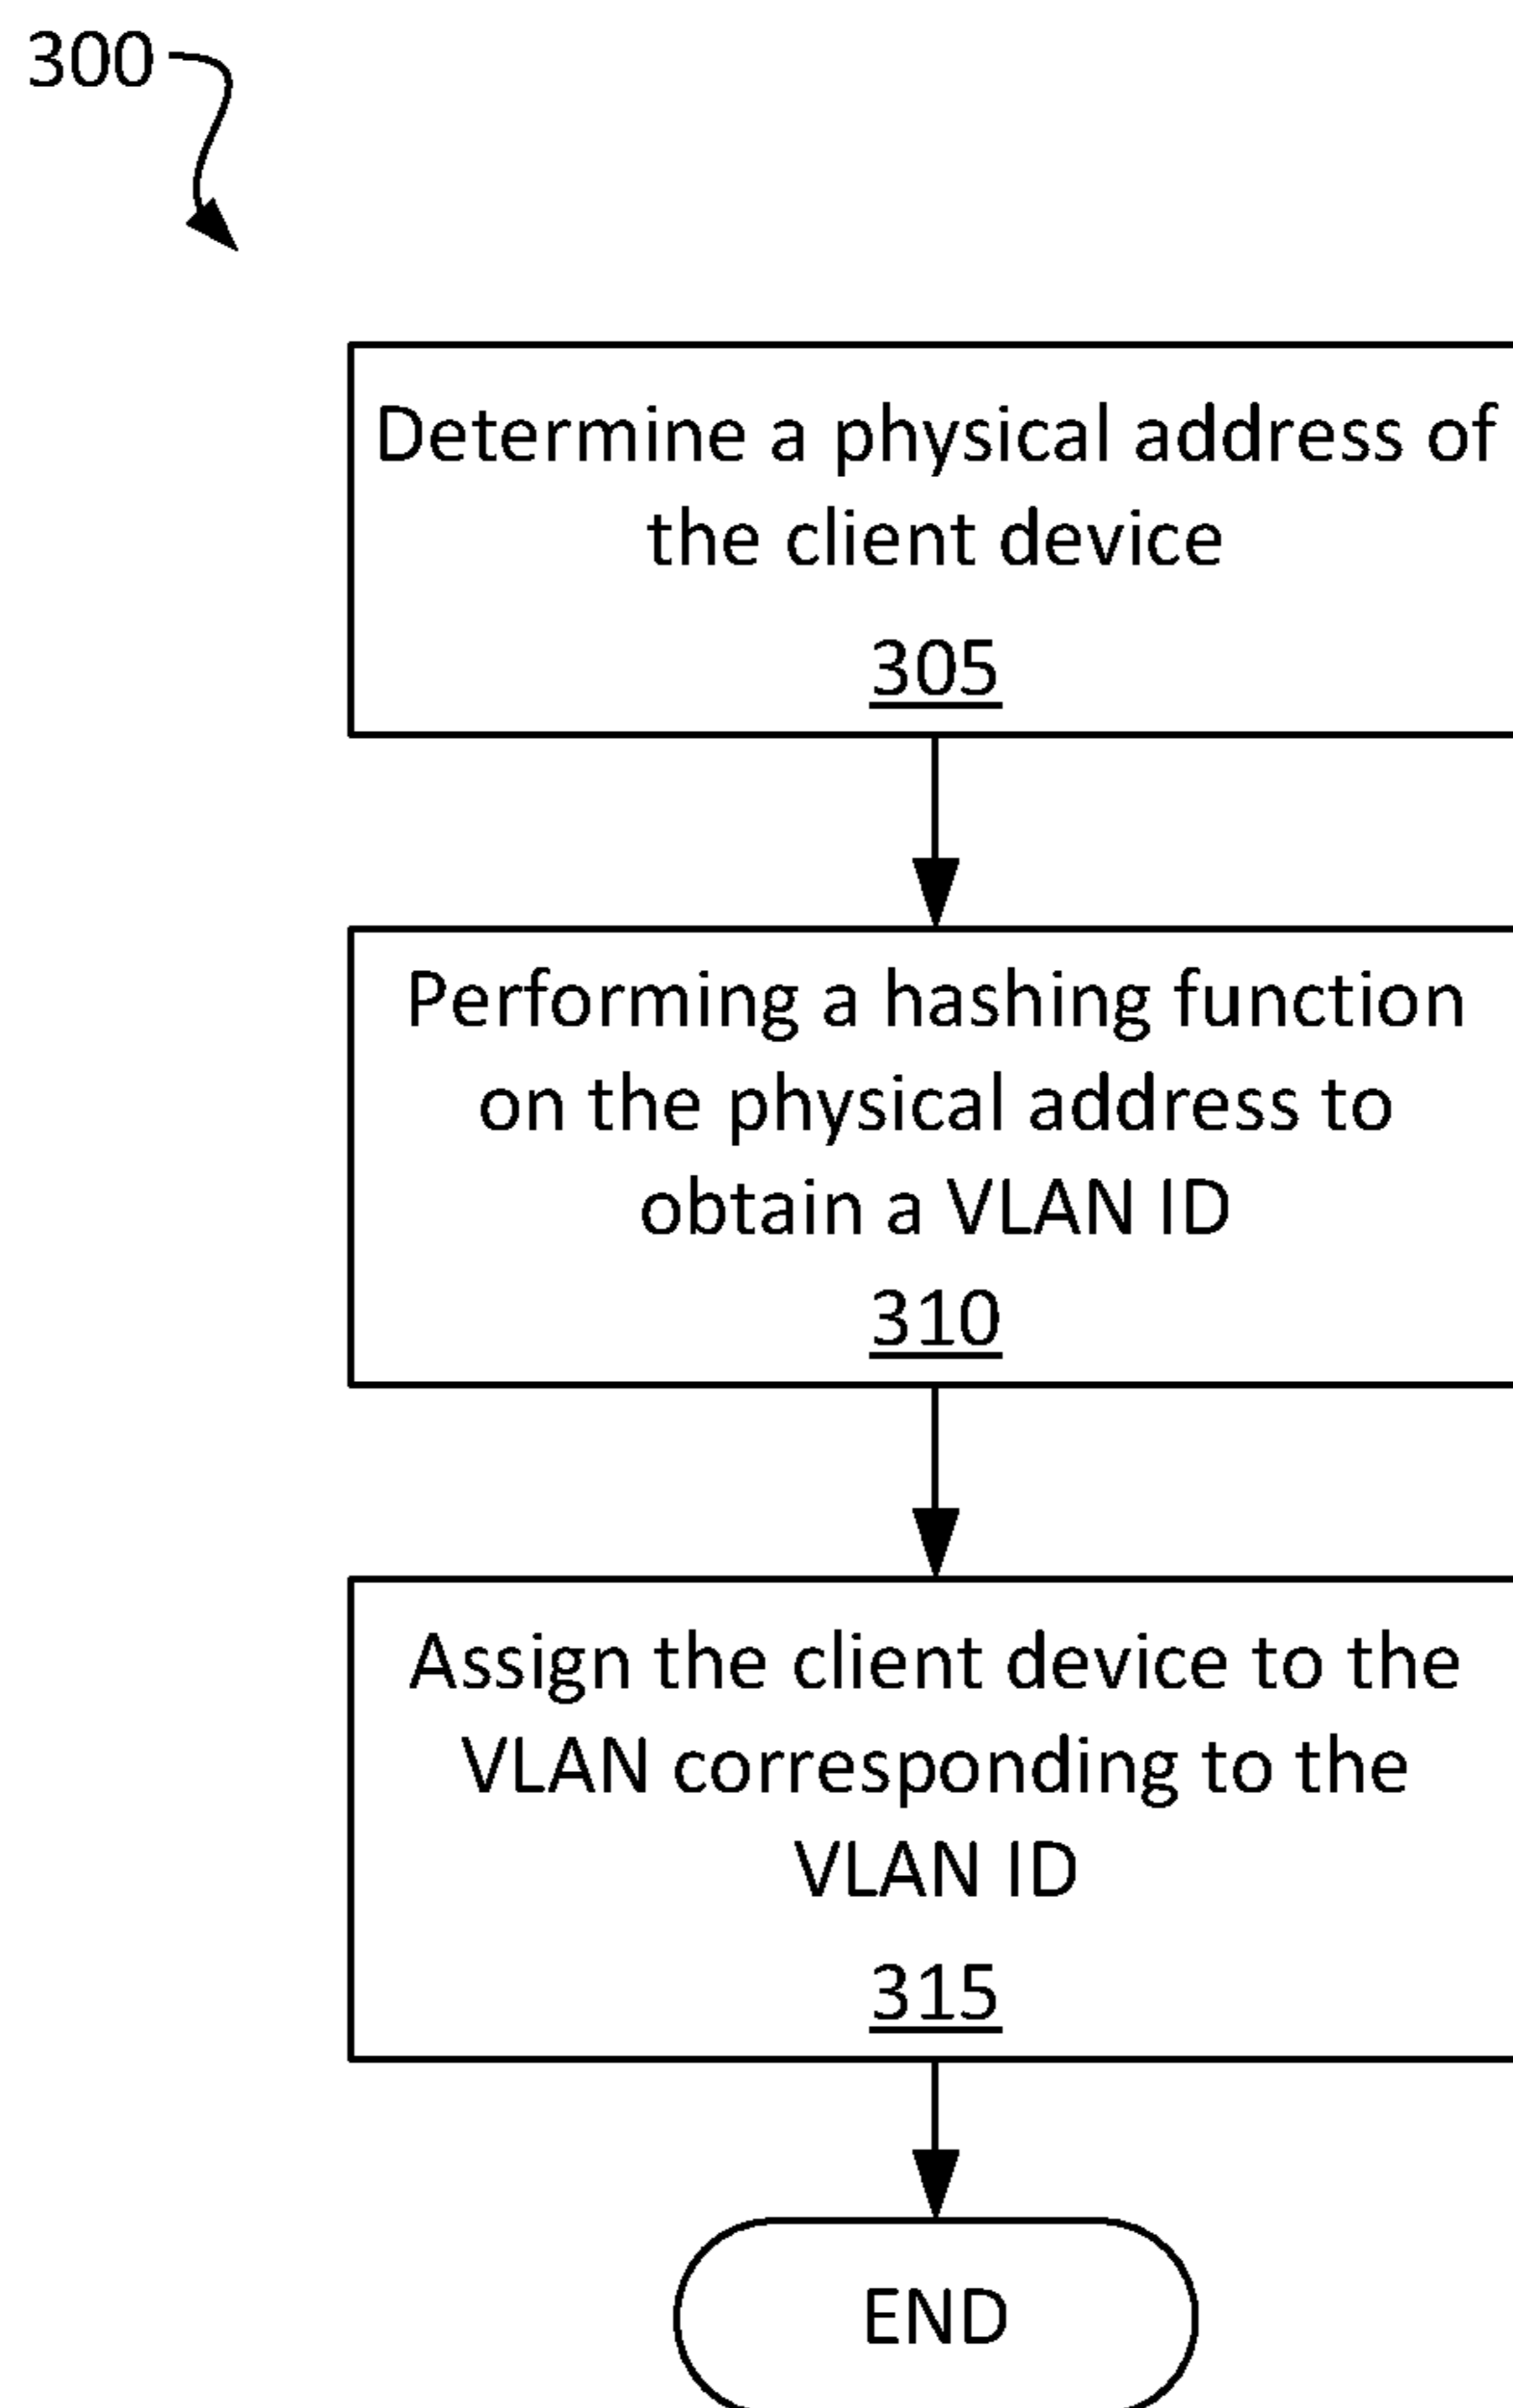 300
Determine a physical address of
the client device
305
Performing a hashing function
on the physical address to
obtain a VLAN ID
310
Assign the client device to the
VLAN corresponding to the
VLAN ID
315
END